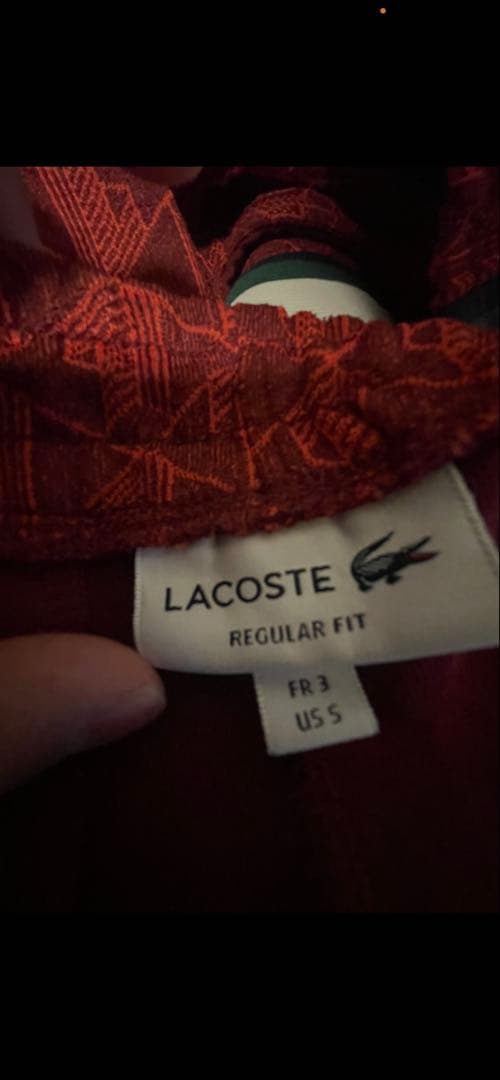 LACOSTE
REGULAR FIT
FR 3
US S